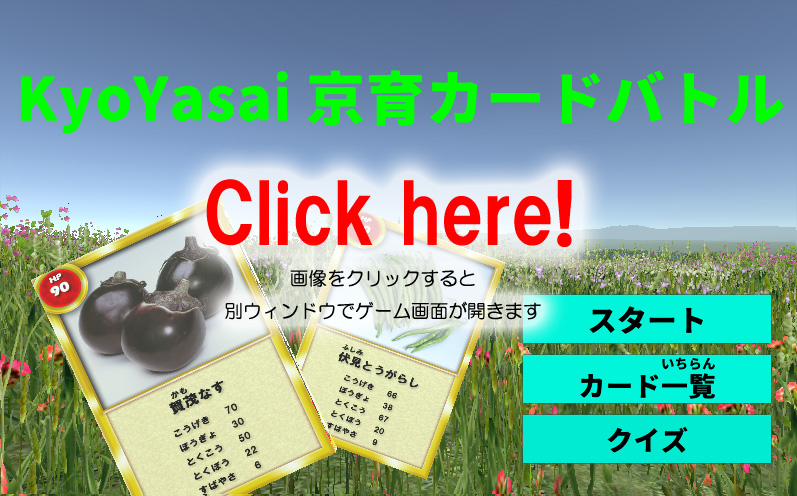 KyoYasai 京育カードバトル
Click here!
画像をクリックすると
別ウィンドウでゲーム画面が開きます
HP
90
かも
賀茂なす
こうげき 70
ぼうぎょ 30
とくこう 50
とくぼう 22
すばやさ 6
ふしみ
伏見とうがらし
こうげき 66
ぼうぎょ 38
とくこう 67
とくぼう 20
すばやさ 9
スタート
いちらん
カード一覧
クイズ